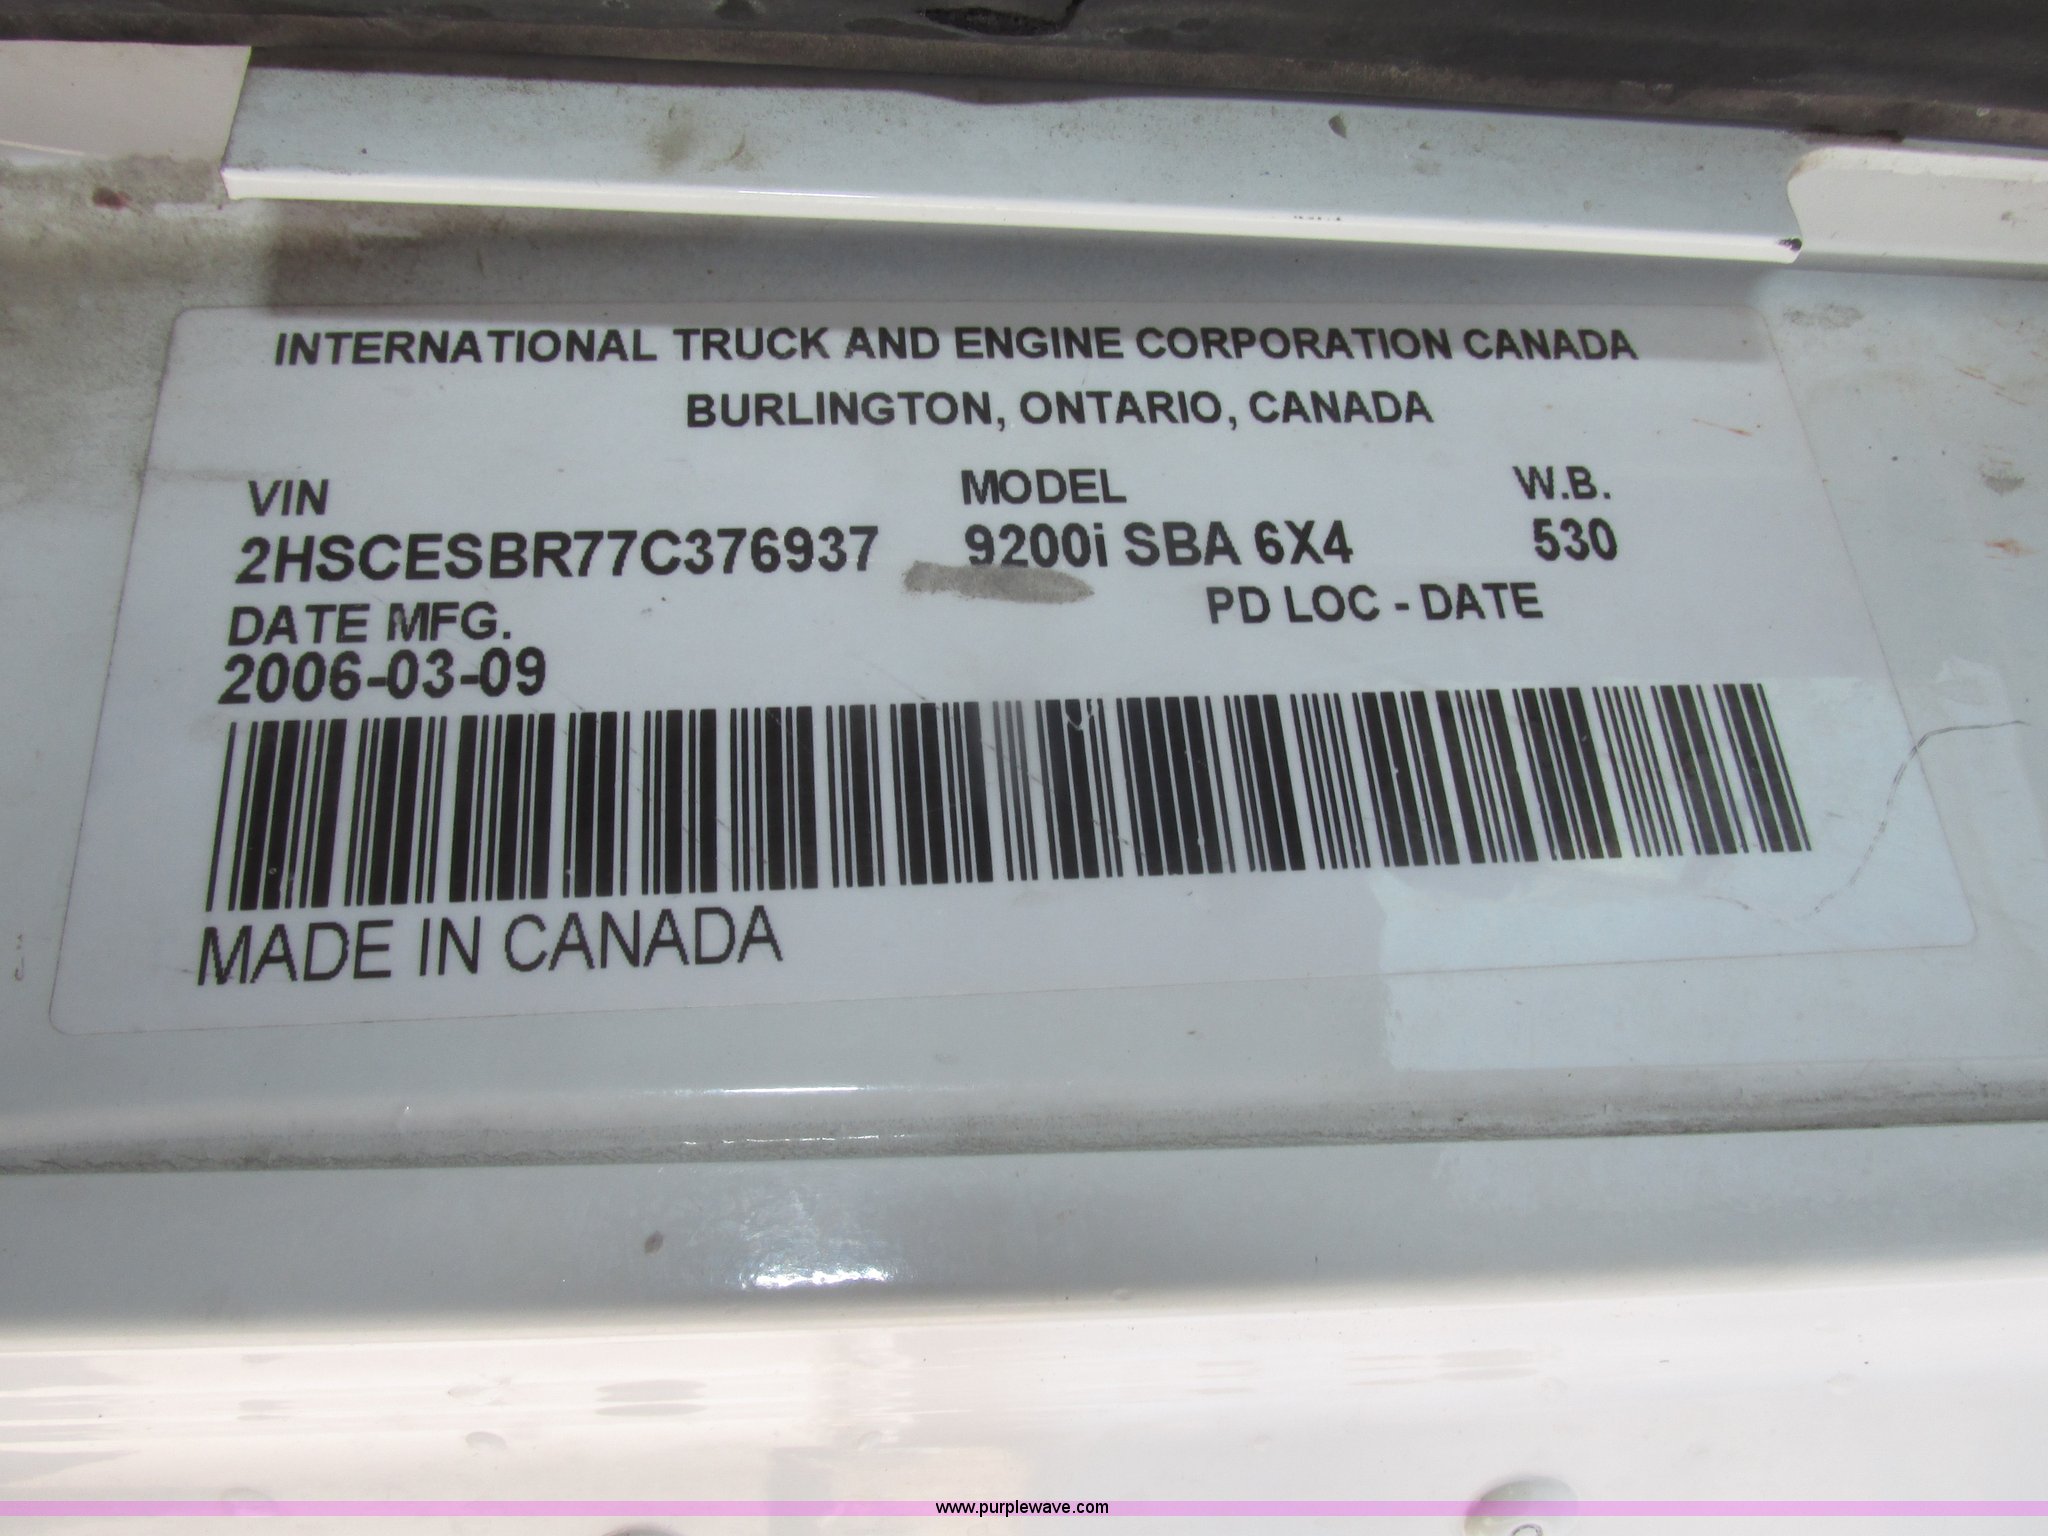 INTERNATIONAL TRUCK AND ENGINE CORPORATION CANADA
BURLINGTON, ONTARIO, CANADA
VIN MODEL W.B.
2HSCESBR77C376937 9200i SBA 6X4 530
DATE MFG. PD LOC - DATE
2006-03-09
MADE IN CANADA
www.purplewave.com